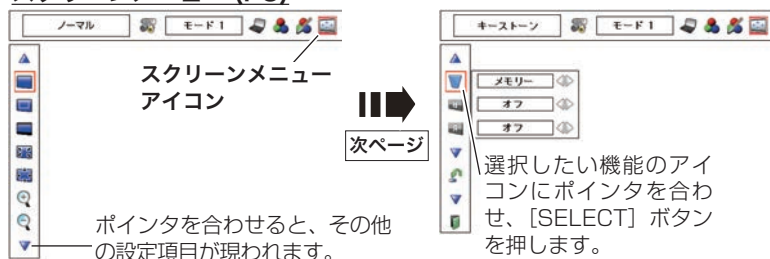 ノーマル
モード 1
スクリーンメニュー
アイコン
ポインタを合わせると、その他
の設定項目が現われます。
次ページ
キーストーン
モード 1
メモリー
オフ
オフ
選択したい機能のアイ
コンにポインタを合わ
せ、［SELECT］ボタン
を押します。